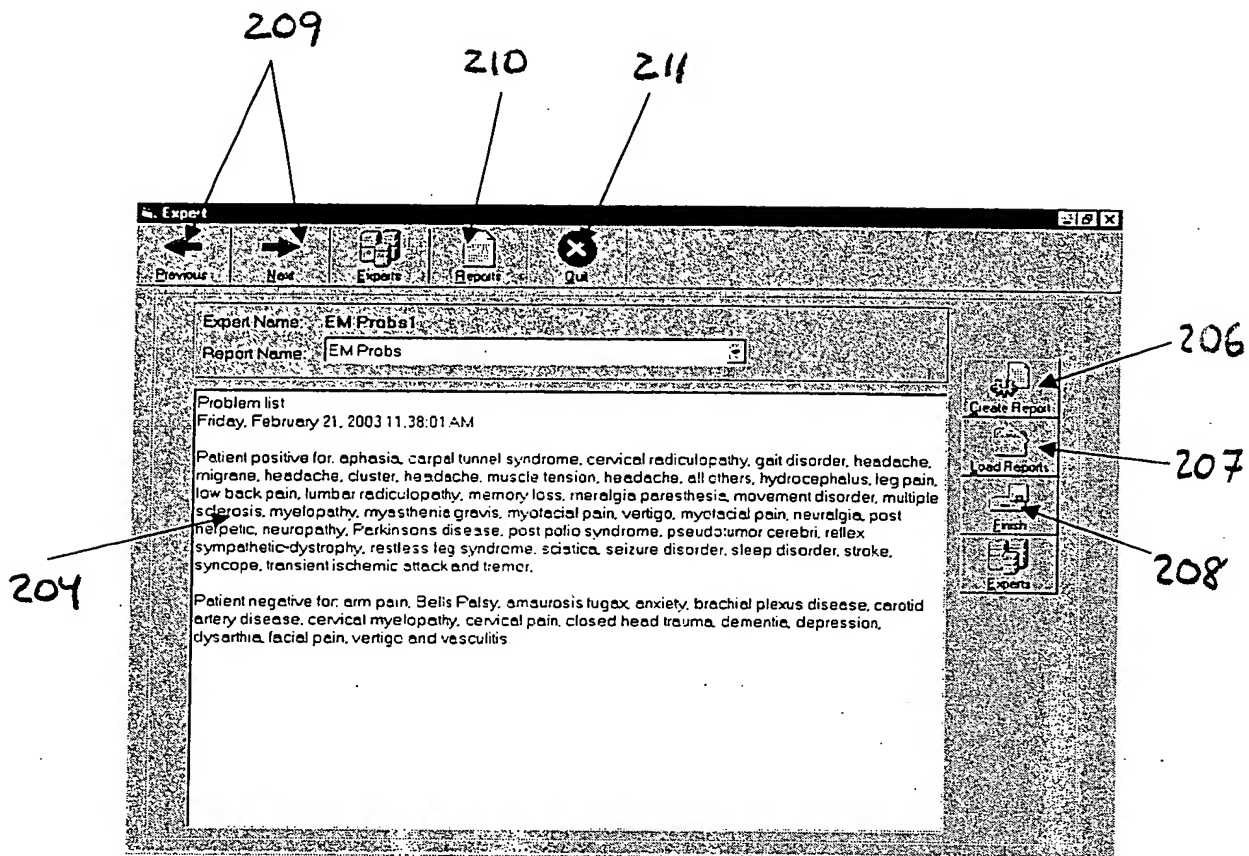 209
210
211
Expert
Previous
Next
Experts
Reports
Quit
Expert Name: EM Probs1
Report Name: EM Probs
206
Create Report
Load Reports
207
Finish
Experts
208
204
Problem list
Friday, February 21, 2003 11:38:01 AM
Patient positive for: aphasia, carpal tunnel syndrome, cervical radiculopathy, gait disorder, headache,
migrane, headache, cluster, headache, muscle tension, headache, all others, hydrocephalus, leg pain,
low back pain, lumbar radiculopathy, memory loss, meralgia paresthesia, movement disorder, multiple
sclerosis, myelopathy, myasthenia gravis, myofacial pain, vertigo, myofacial pain, neuralgia, post
herpetic, neuropathy, Parkinsons disease, post polio syndrome, pseudotumor cerebri, reflex
sympathetic-dystrophy, restless leg syndrome, sciatica, seizure disorder, sleep disorder, stroke,
syncope, transient ischemic attack and tremor.
Patient negative for: arm pain, Bells Palsy, amaurosis fugax, anxiety, brachial plexus disease, carotid
artery disease, cervical myelopathy, cervical pain, closed head trauma, dementia, depression,
dysarthia, facial pain, vertigo and vasculitis